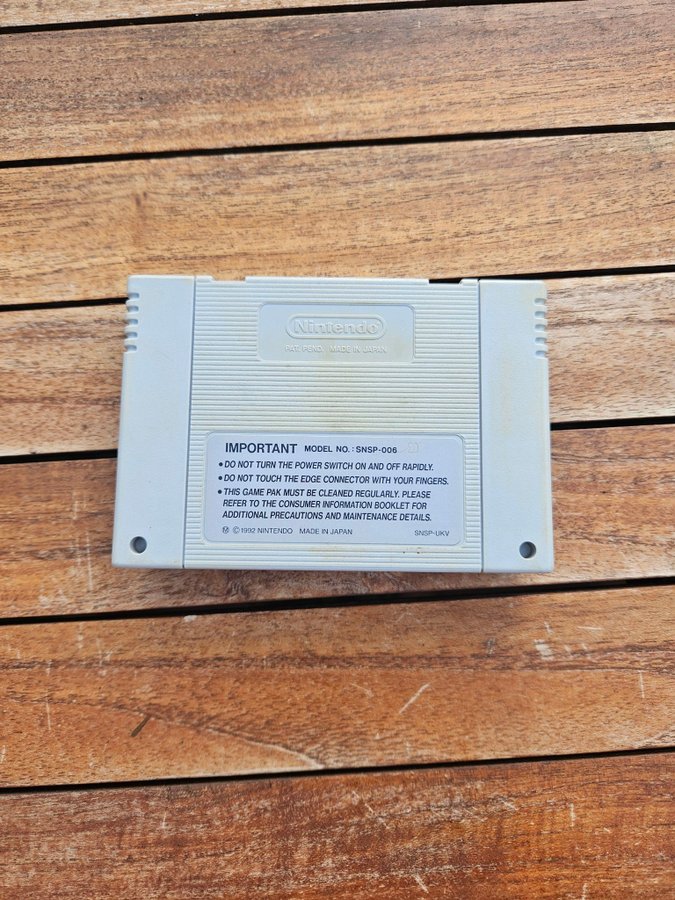 Nintendo
PAT. PEND. MADE IN JAPAN
IMPORTANT MODEL NO. : SNSP-006
• DO NOT TURN THE POWER SWITCH ON AND OFF RAPIDLY.
• DO NOT TOUCH THE EDGE CONNECTOR WITH YOUR FINGERS.
• THIS GAME PAK MUST BE CLEANED REGULARLY. PLEASE
REFER TO THE CONSUMER INFORMATION BOOKLET FOR
ADDITIONAL PRECAUTIONS AND MAINTENANCE DETAILS.
Ⓜ ©1992 NINTENDO MADE IN JAPAN SNSP-UKV